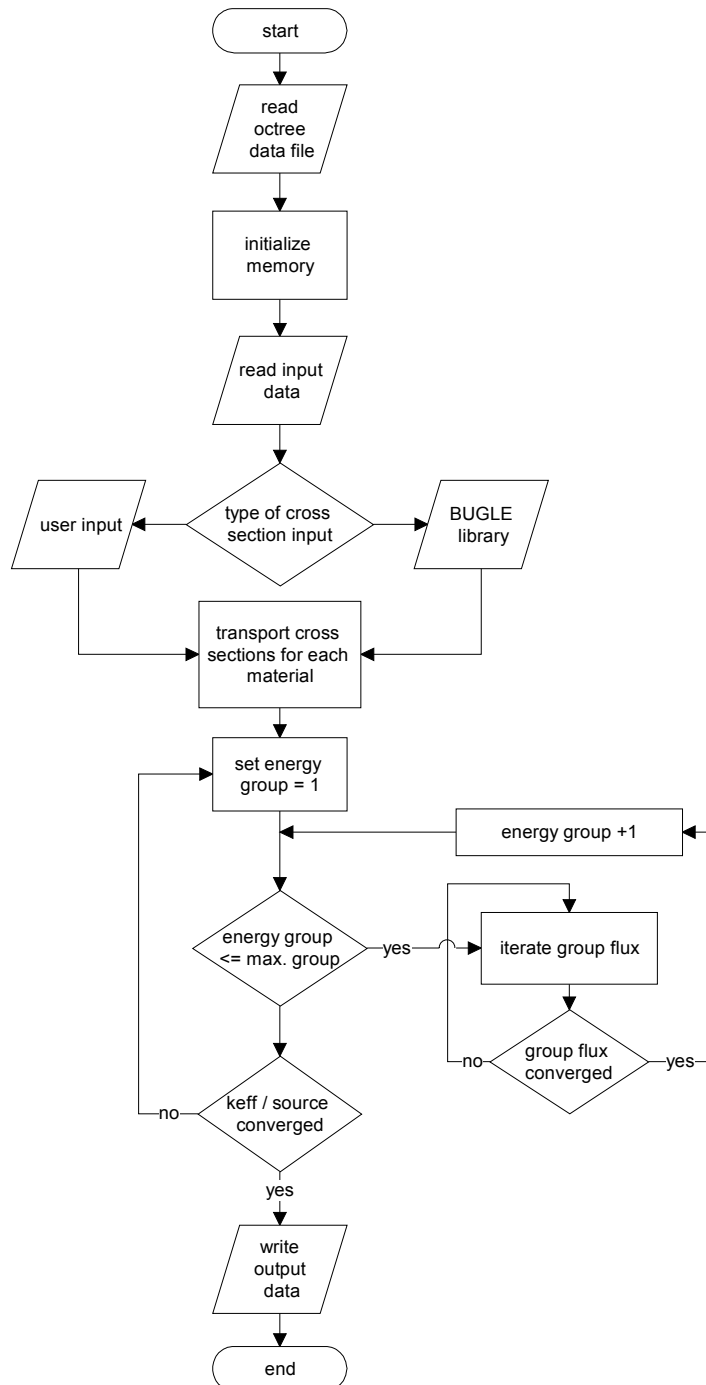 start
read
octree
data file
initialize
memory
read input
data
user input
type of cross
section input
BUGLE
library
transport cross
sections for each
material
set energy
group = 1
energy group +1
energy group
<= max. group
yes
iterate group flux
no
group flux
converged
yes
no
keff / source
converged
yes
write
output
data
end